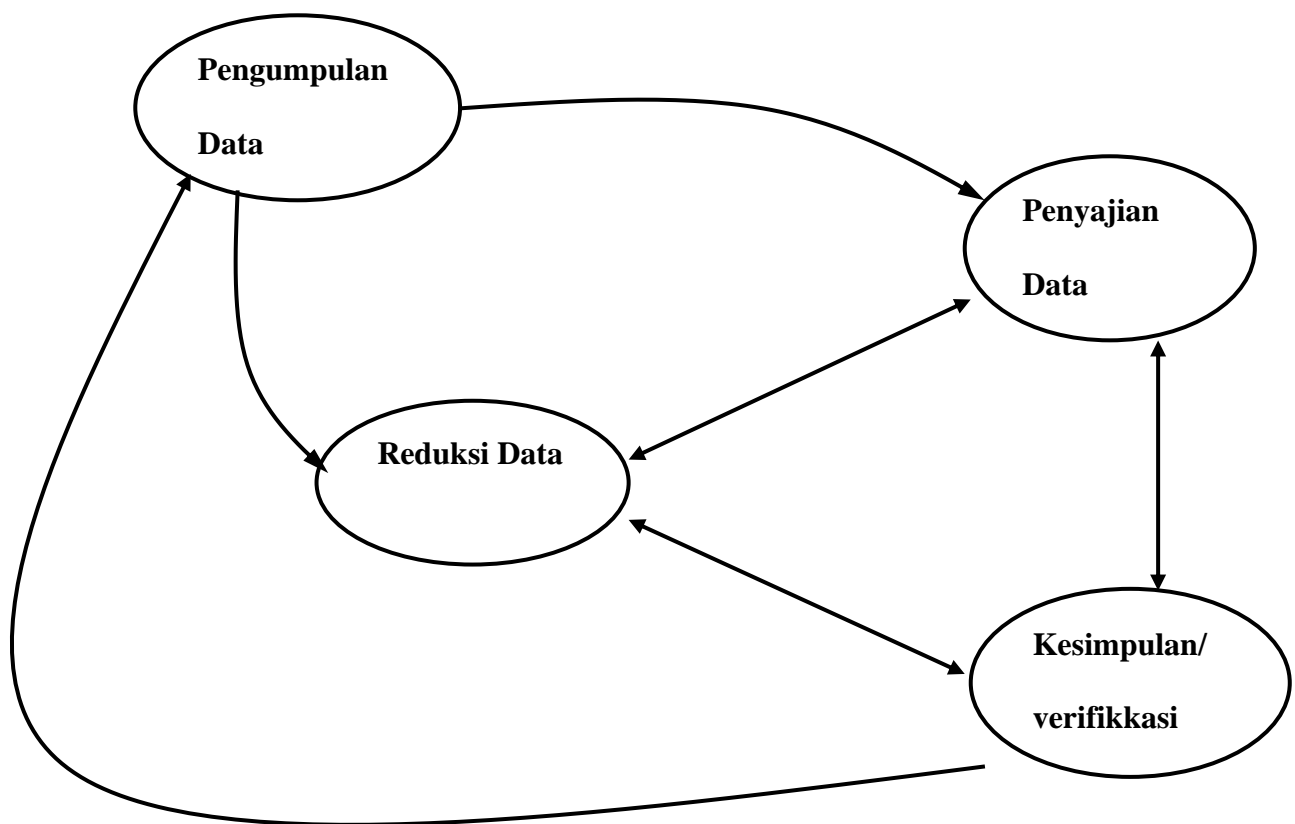 Pengumpulan
Data
Penyajian
Data
Reduksi Data
Kesimpulan/
verifikkasi